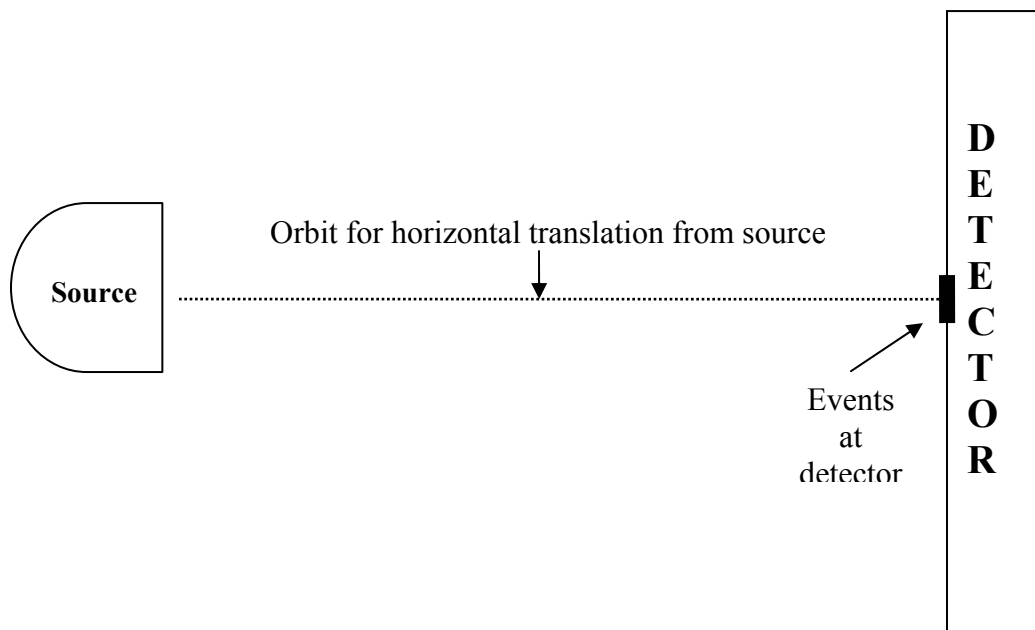 Orbit for horizontal translation from source
Source
Events
at
detector
D
E
T
E
C
T
O
R